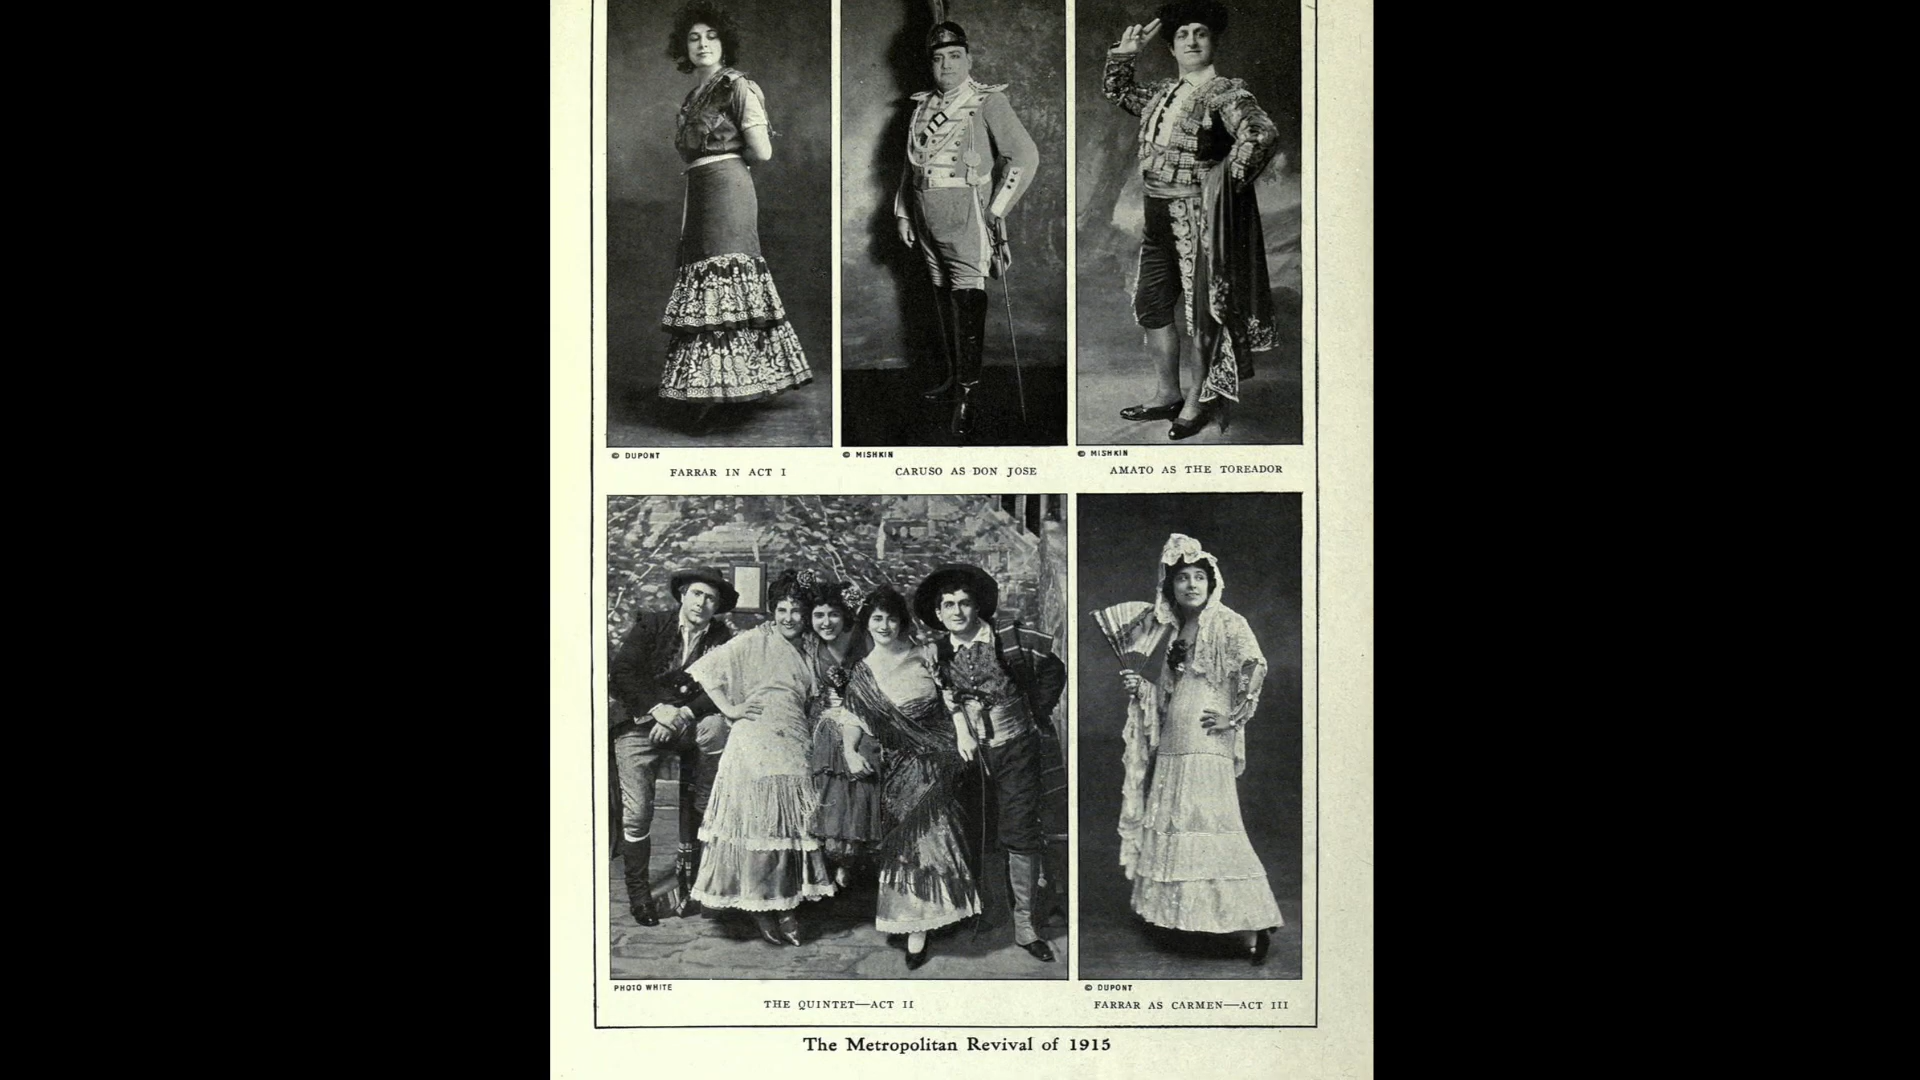 © DUPONT
FARRAR IN ACT I
© MISHKIN
CARUSO AS DON JOSE
© MISHKIN
AMATO AS THE TOREADOR
PHOTO WHITE
THE QUINTET—ACT II
© DUPONT
FARRAR AS CARMEN—ACT III
The Metropolitan Revival of 1915